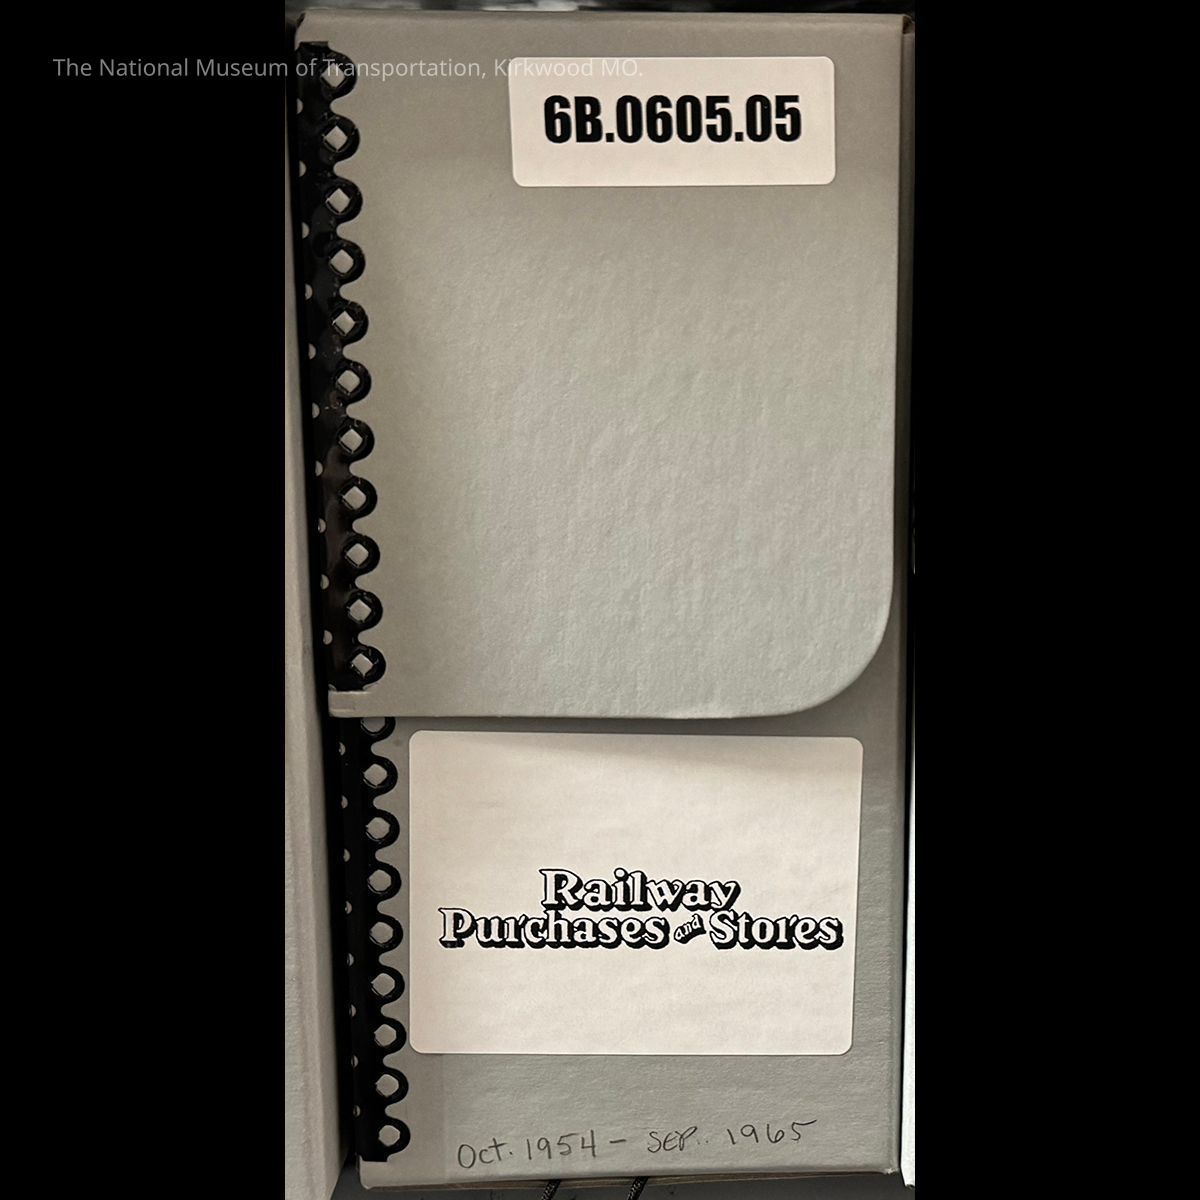 The National Museum of Transportation, Kirkwood MO.
6B.0605.05
Railway
Purchases and Stores
Oct. 1954 – SEP. 1965